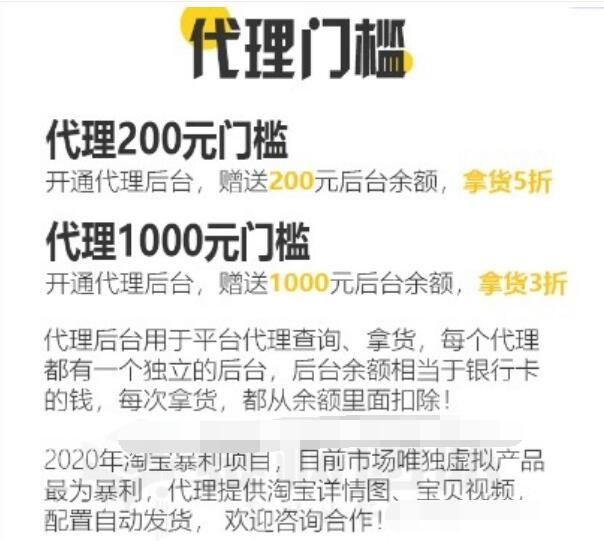 代理门槛
代理200元门槛
开通代理后台，赠送200元后台余额，拿货5折
代理1000元门槛
开通代理后台，赠送1000元后台余额，拿货3折
代理后台用于平台代理查询、拿货，每个代理
都有一个独立的后台，后台余额相当于银行卡
的钱，每次拿货，都从余额里面扣除！
2020年淘宝暴利项目，目前市场唯独虚拟产品
最为暴利，代理提供淘宝详情图、宝贝视频，
配置自动发货， 欢迎咨询合作！